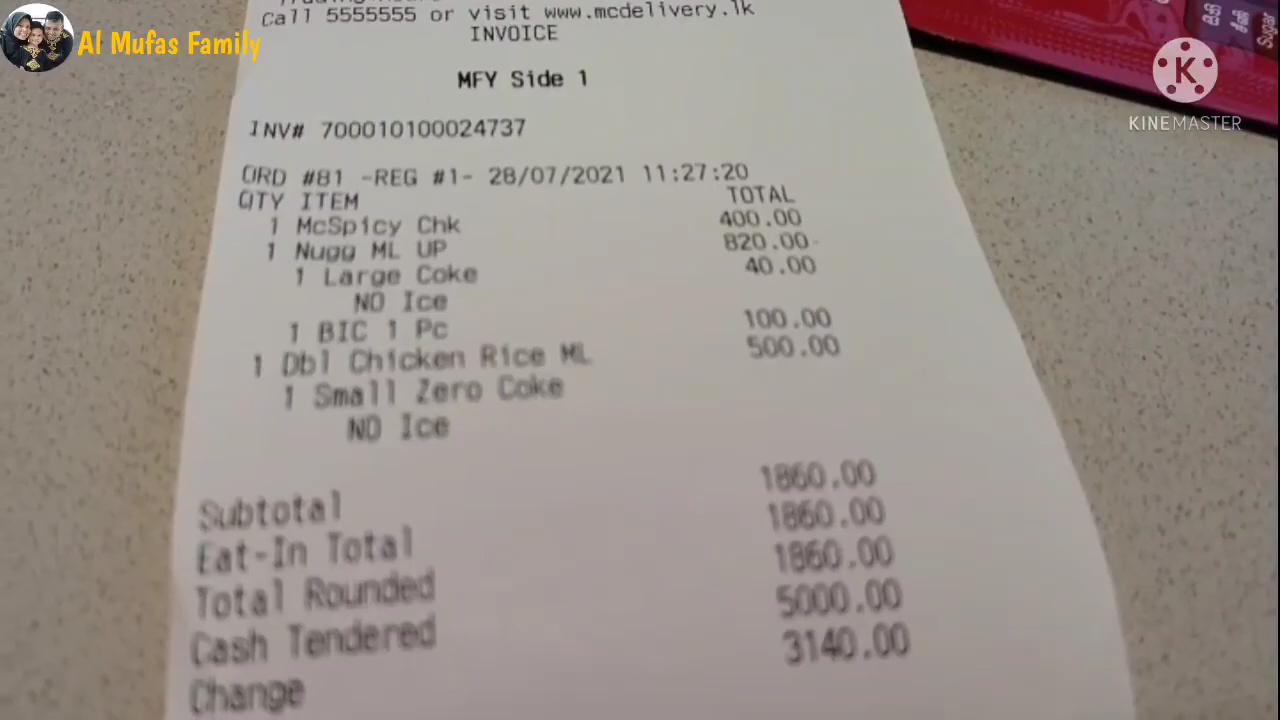 Al Mufas Family
Call 5555555 or visit www.mcdelivery.lk
INVOICE
MFY Side 1
INV# 700010100024737
ORD #81 -REG #1- 28/07/2021 11:27:20
QTY ITEM TOTAL
1 McSpicy Chk 400.00
1 Nugg ML UP 820.00
1 Large Coke 40.00
NO Ice
1 BIC 1 Pc 100.00
1 Dbl Chicken Rice ML 500.00
1 Small Zero Coke
NO Ice
Subtotal 1860.00
Eat-In Total 1860.00
Total Rounded 1860.00
Cash Tendered 5000.00
Change 3140.00
K
KINEMASTER
Sugar